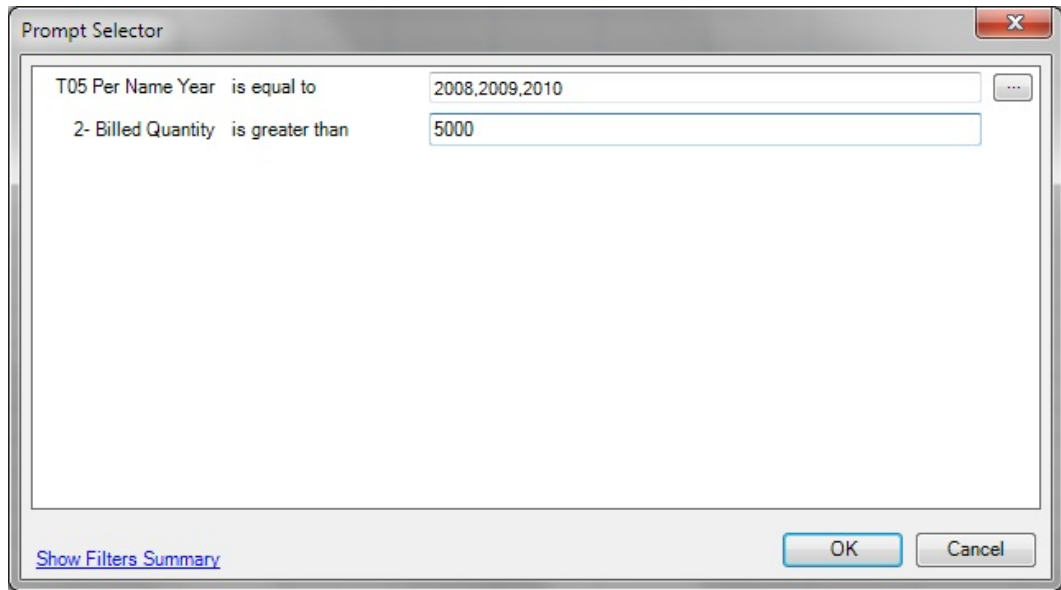 Prompt Selector
T05 Per Name Year is equal to 2008,2009,2010 ...
2- Billed Quantity is greater than 5000
Show Filters Summary OK Cancel